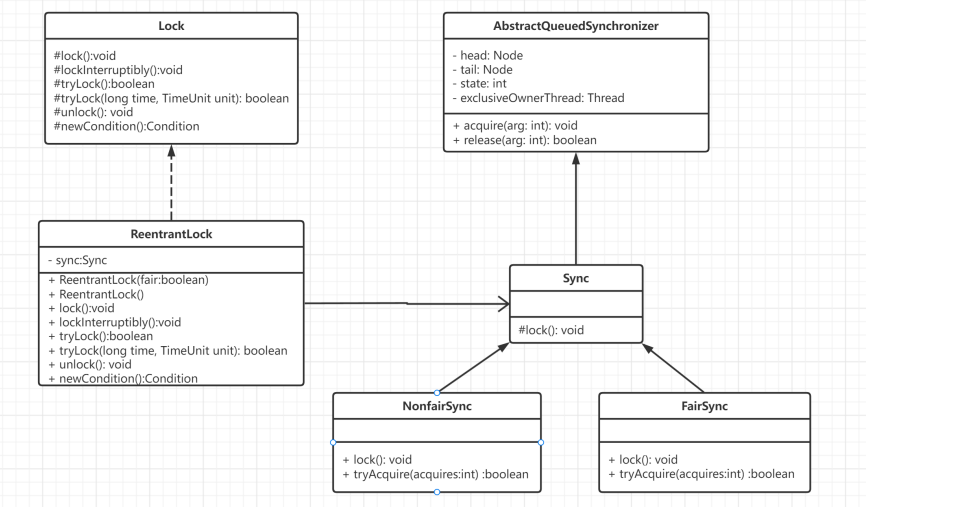 Lock
#lock():void
#lockInterruptibly():void
#tryLock():boolean
#tryLock(long time, TimeUnit unit): boolean
#unlock(): void
#newCondition():Condition
AbstractQueuedSynchronizer
- head: Node
- tail: Node
- state: int
- exclusiveOwnerThread: Thread
+ acquire(arg: int): void
+ release(arg: int): boolean
ReentrantLock
- sync:Sync
+ ReentrantLock(fair:boolean)
+ ReentrantLock()
+ lock():void
+ lockInterruptibly():void
+ tryLock():boolean
+ tryLock(long time, TimeUnit unit): boolean
+ unlock(): void
+ newCondition():Condition
Sync
#lock(): void
NonfairSync
+ lock(): void
+ tryAcquire(acquires:int) :boolean
FairSync
+ lock(): void
+ tryAcquire(acquires:int) :boolean